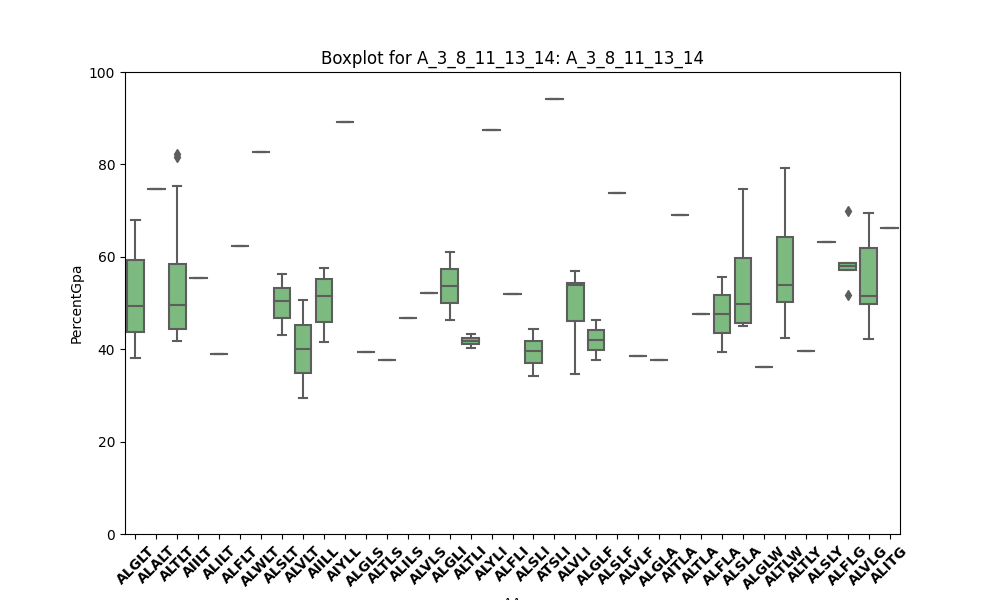 Boxplot for A_3_8_11_13_14: A_3_8_11_13_14
PercentGpa
100
80
60
40
20
0
ALGLT
ALALT
ALTLT
AIILT
ALILT
ALFLT
ALWLT
ALSLT
ALVLT
AIILL
AIYLL
ALGLS
ALTLS
ALILS
ALVLS
ALGLI
ALTLI
ALYLI
ALFLI
ALSLI
ATSLI
ALVLI
ALGLF
ALSLF
ALVLF
ALGLA
AITLA
ALTLA
ALFLA
ALSLA
ALGLW
ALTLW
ALTLY
ALSLY
ALFLG
ALVLG
ALITG